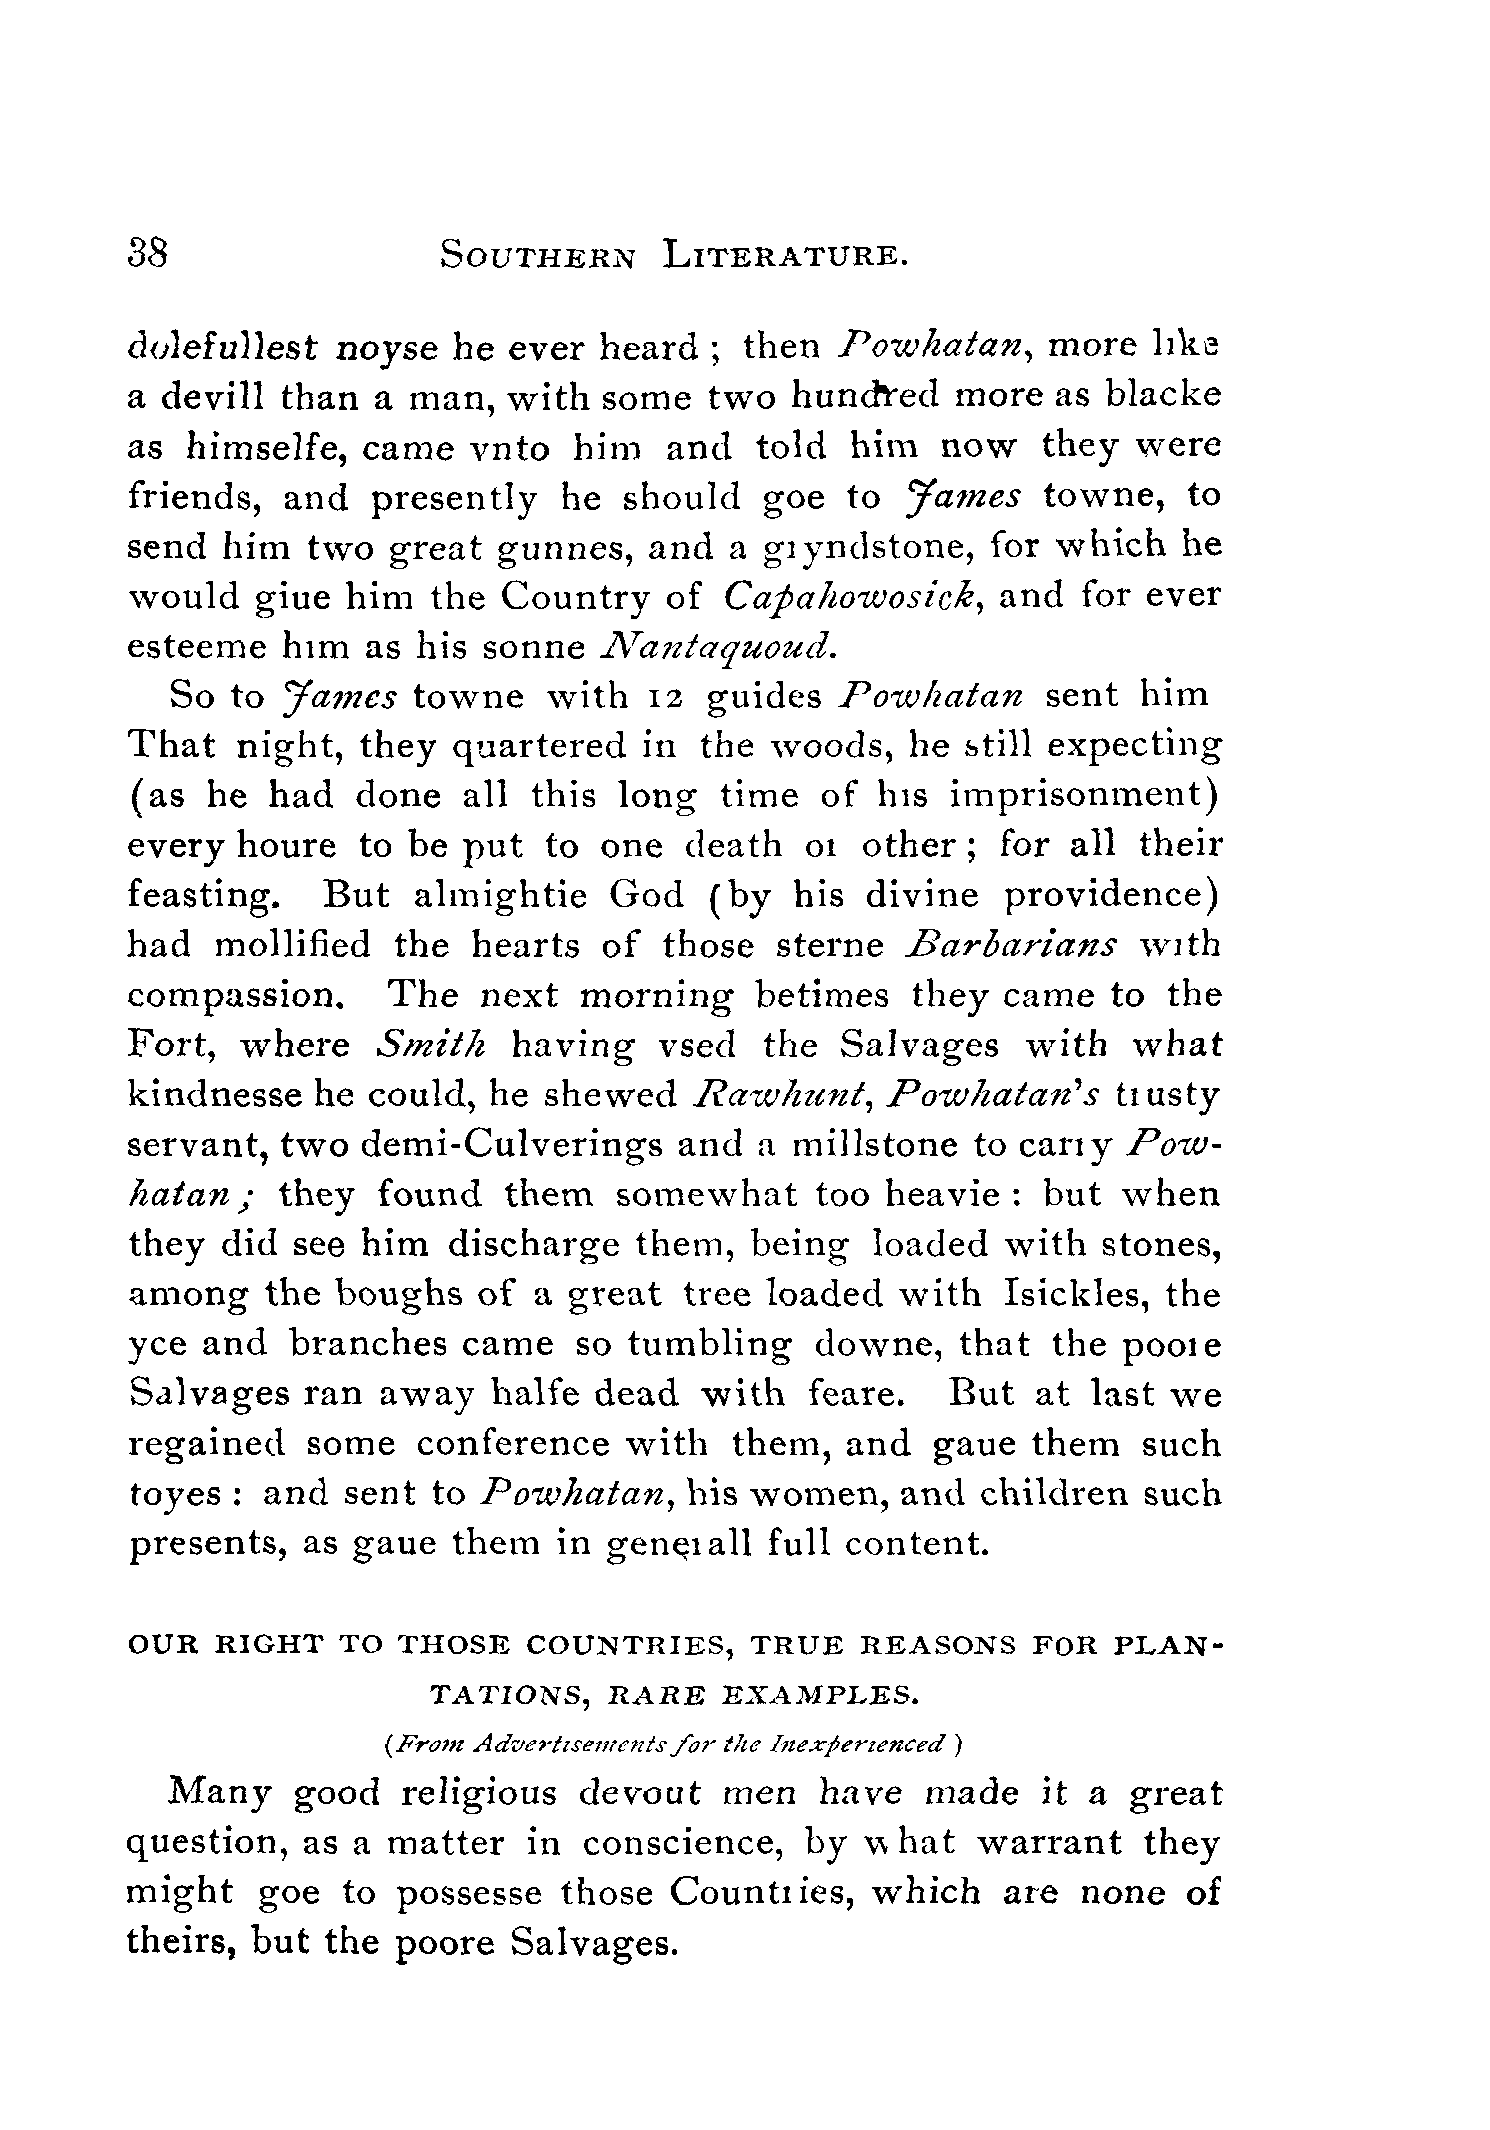 38 SOUTHERN LITERATURE.
dolefullest noyse he ever heard ; then Powhatan, more like
a devill than a man, with some two hundred more as blacke
as himselfe, came vnto him and told him now they were
friends, and presently he should goe to James towne, to
send him two great gunnes, and a gryndstone, for which he
would giue him the Country of Capahowosick, and for ever
esteeme him as his sonne Nantaquoud.
So to James towne with 12 guides Powhatan sent him
That night, they quartered in the woods, he still expecting
(as he had done all this long time of his imprisonment)
every houre to be put to one death or other ; for all their
feasting. But almightie God (by his divine providence)
had mollified the hearts of those sterne Barbarians with
compassion. The next morning betimes they came to the
Fort, where Smith having vsed the Salvages with what
kindnesse he could, he shewed Rawhunt, Powhatan's trusty
servant, two demi-Culverings and a millstone to carry Pow-
hatan ; they found them somewhat too heavie : but when
they did see him discharge them, being loaded with stones,
among the boughs of a great tree loaded with Isickles, the
yce and branches came so tumbling downe, that the poore
Salvages ran away halfe dead with feare. But at last we
regained some conference with them, and gaue them such
toyes : and sent to Powhatan, his women, and children such
presents, as gaue them in generall full content.
OUR RIGHT TO THOSE COUNTRIES, TRUE REASONS FOR PLAN-
TATIONS, RARE EXAMPLES.
(From Advertisements for the Inexperienced )
Many good religious devout men have made it a great
question, as a matter in conscience, by what warrant they
might goe to possesse those Countries, which are none of
theirs, but the poore Salvages.